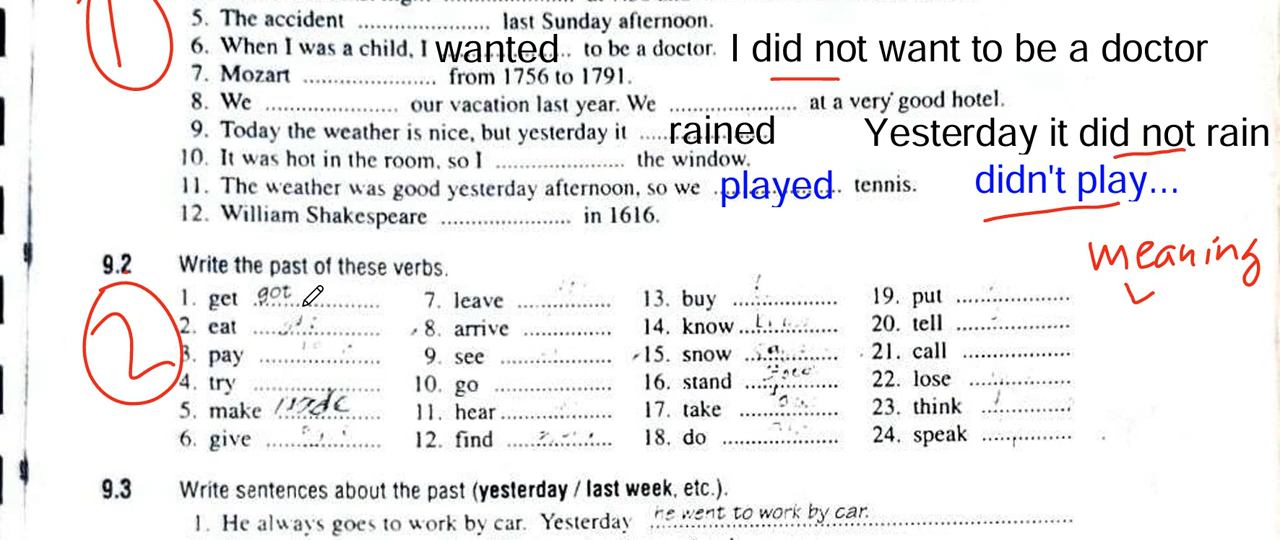 5. The accident ........................ last Sunday afternoon.
6. When I was a child, I wanted to be a doctor. I did not want to be a doctor
7. Mozart ........................ from 1756 to 1791.
8. We ........................ our vacation last year. We ........................ at a very good hotel.
9. Today the weather is nice, but yesterday it rained Yesterday it did not rain
10. It was hot in the room, so I ........................ the window.
11. The weather was good yesterday afternoon, so we played tennis. didn't play...
12. William Shakespeare ........................ in 1616.
1
meaning
9.2 Write the past of these verbs.
2
1. get got 7. leave ................ 13. buy ................ 19. put ................
2. eat ................ 8. arrive ................ 14. know ................ 20. tell ................
3. pay ................ 9. see ................ 15. snow ................ 21. call ................
4. try ................ 10. go ................ 16. stand ................ 22. lose ................
5. make made 11. hear ................ 17. take ................ 23. think ................
6. give ................ 12. find ................ 18. do ................ 24. speak ................
9.3 Write sentences about the past (yesterday / last week, etc.).
1. He always goes to work by car. Yesterday he went to work by car.